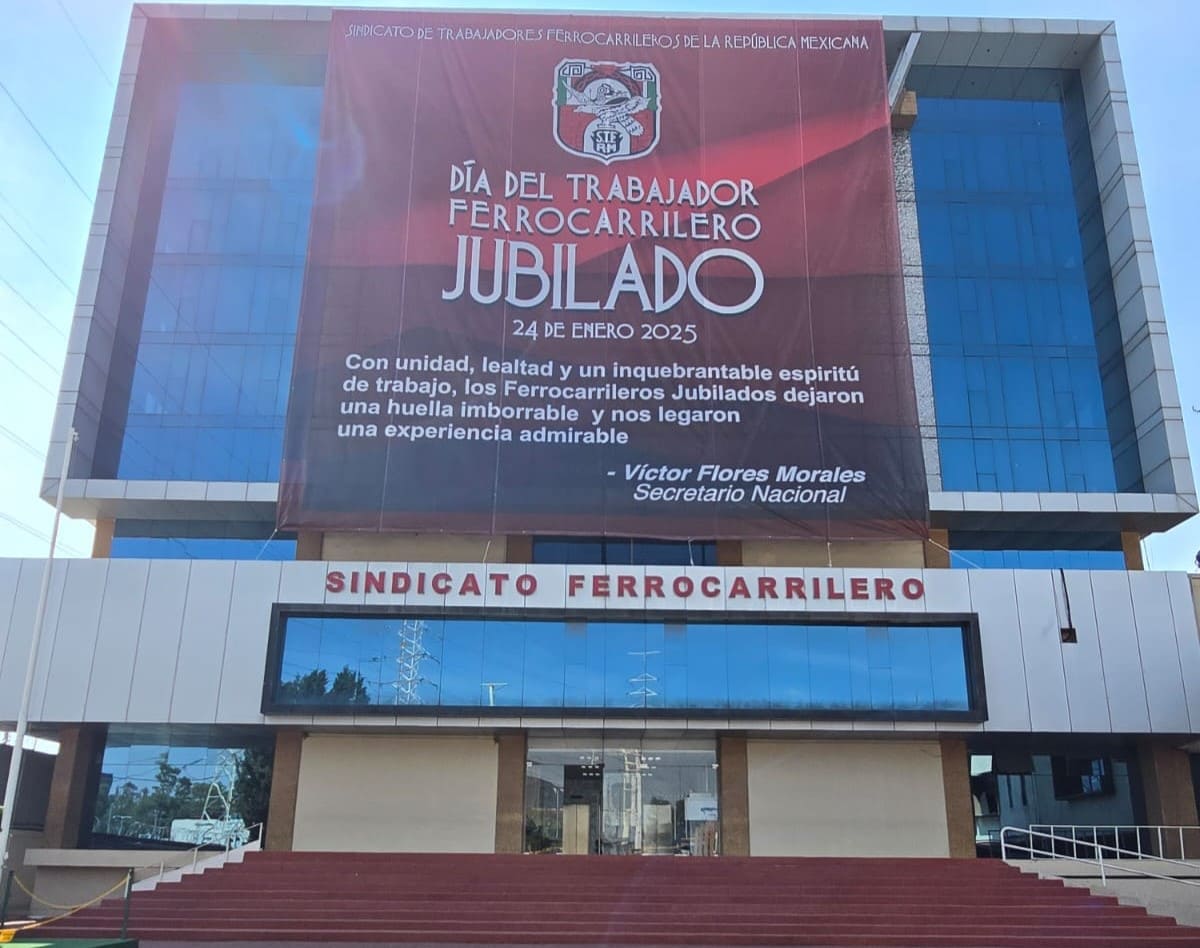 SINDICATO DE TRABAJADORES FERROCARRILEROS DE LA REPÚBLICA MEXICANA
S.T.F.
RM
DÍA DEL TRABAJADOR
FERROCARRILERO
JUBILADO
24 DE ENERO 2025
Con unidad, lealtad y un inquebrantable espiritú
de trabajo, los Ferrocarrileros Jubilados dejaron
una huella imborrable y nos legaron
una experiencia admirable
- Víctor Flores Morales
Secretario Nacional
SINDICATO FERROCARRILERO